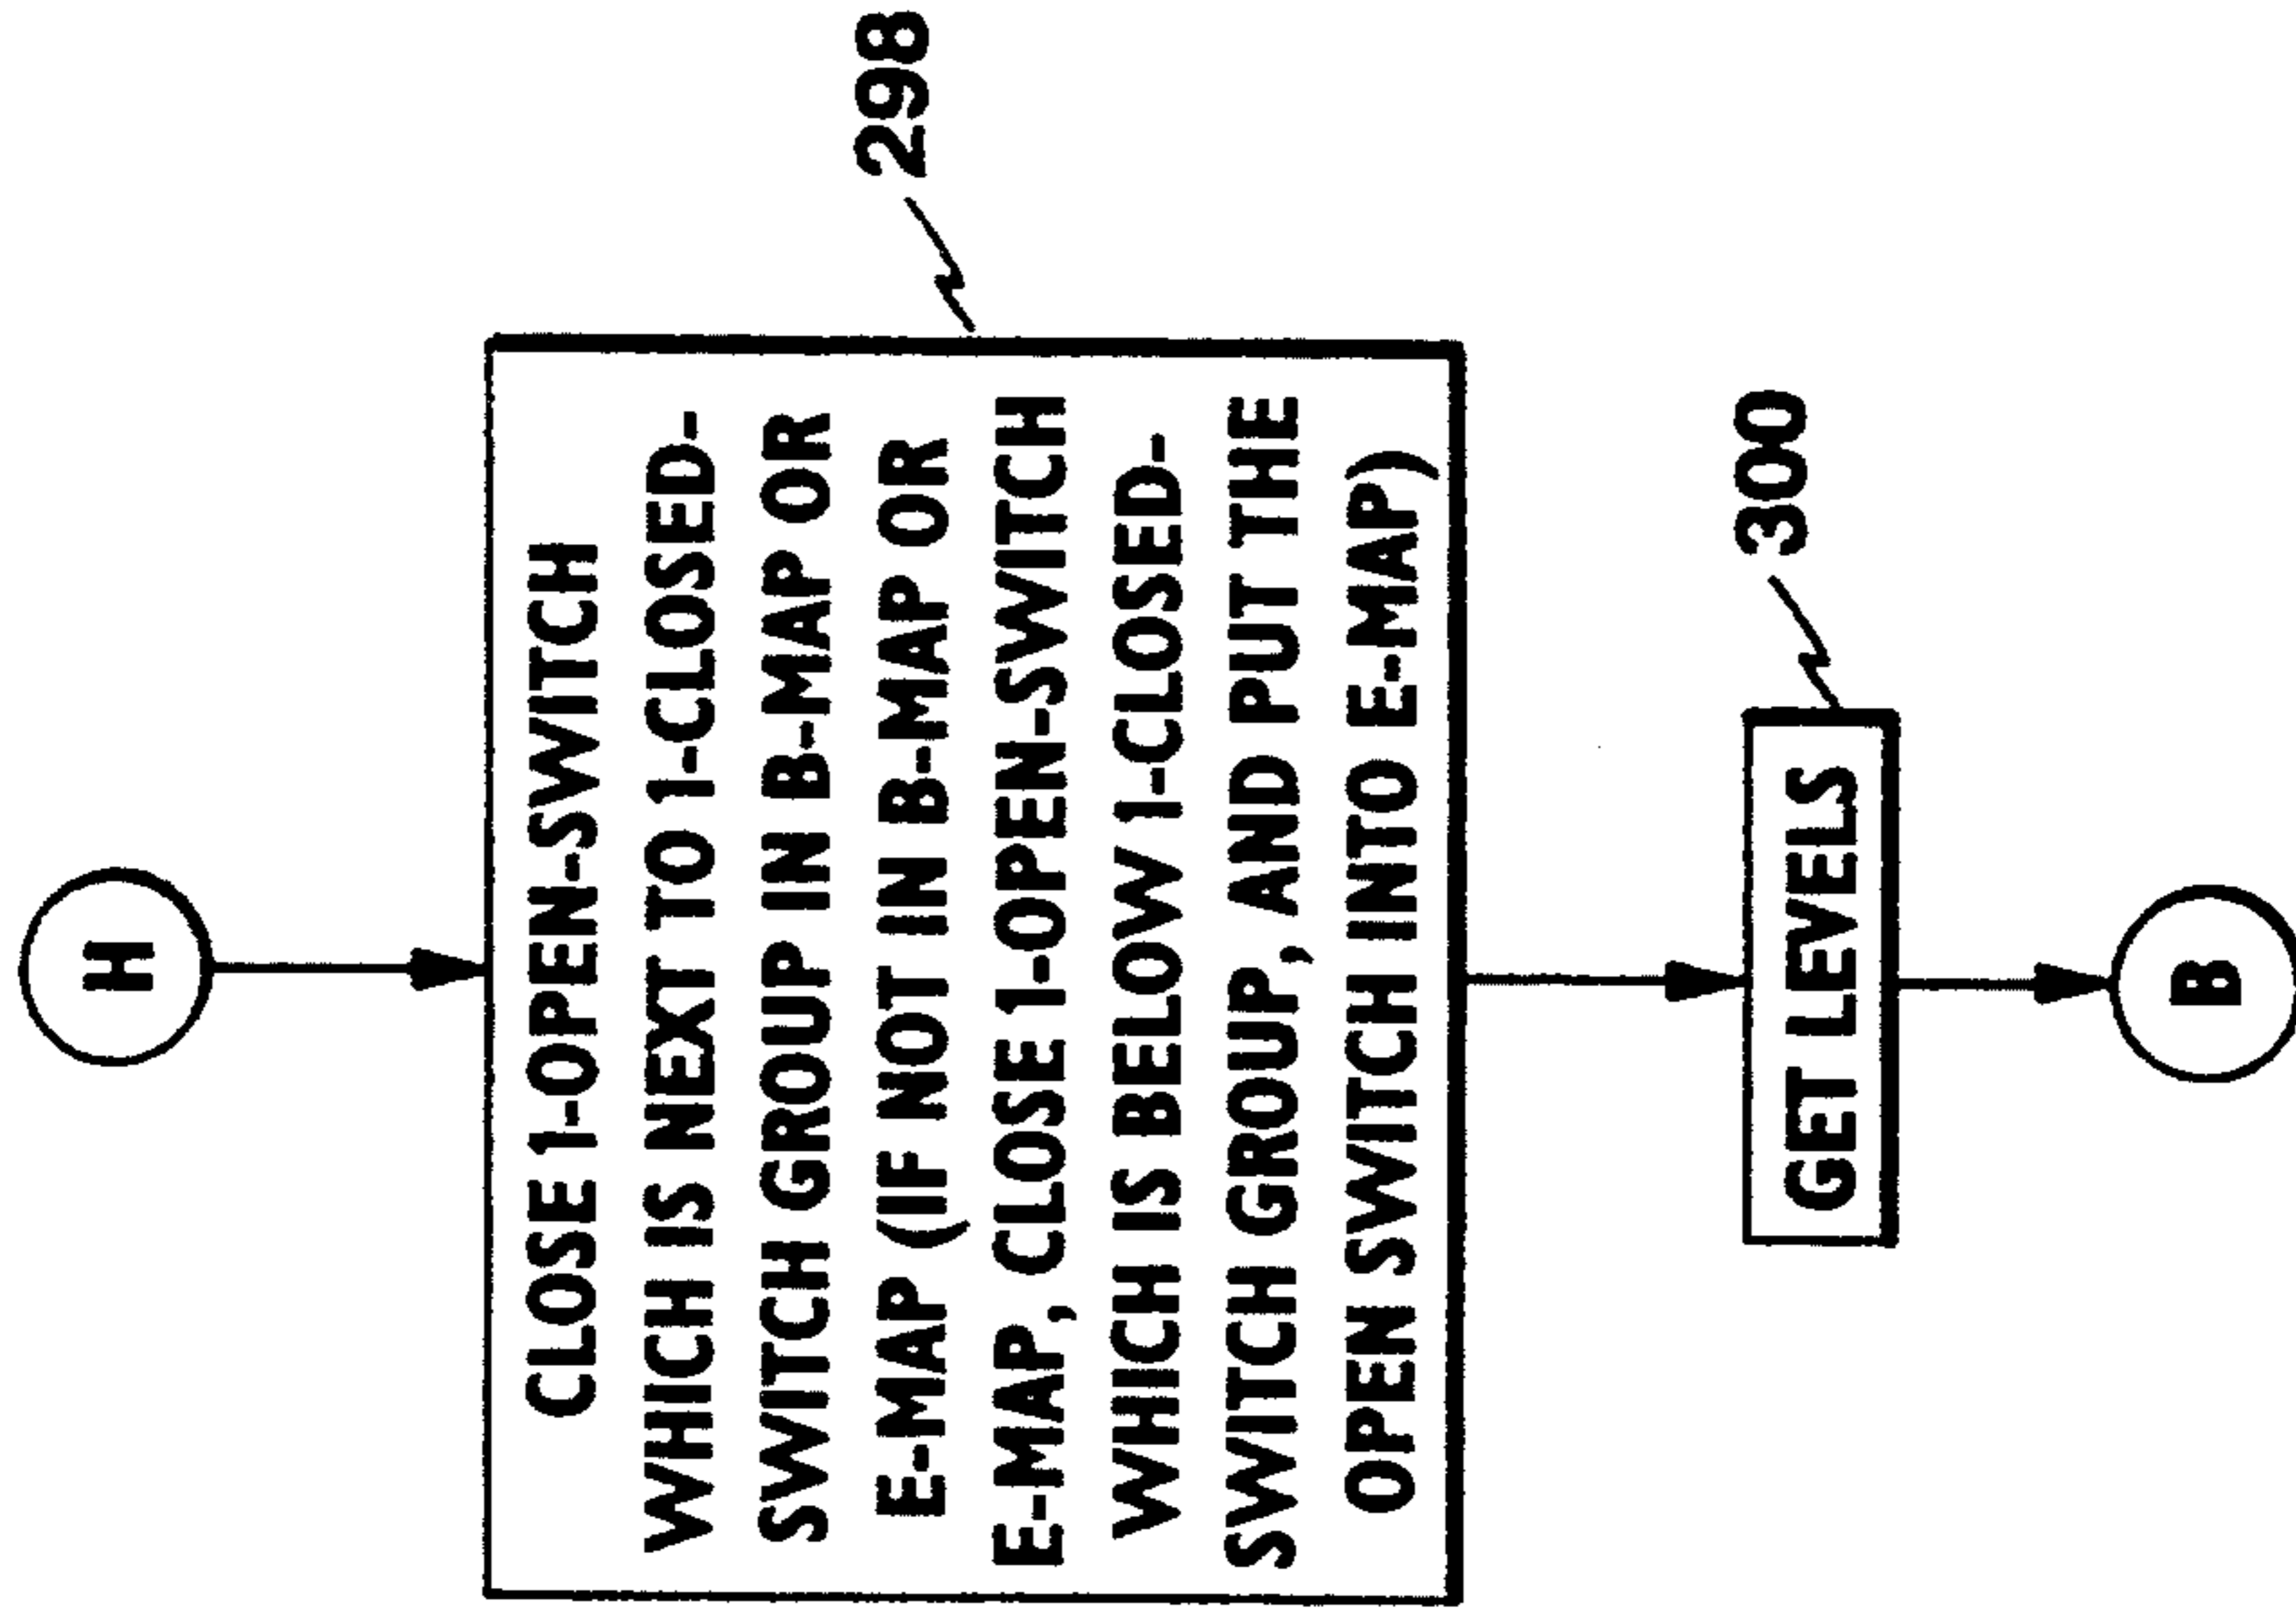 H
CLOSE 1-OPEN-SWITCH
WHICH IS NEXT TO 1-CLOSED-
SWITCH GROUP IN B-MAP OR
E-MAP (IF NOT IN B-MAP OR
E-MAP, CLOSE 1-OPEN-SWITCH
WHICH IS BELOW 1-CLOSED-
SWITCH GROUP, AND PUT THE
OPEN SWITCH INTO E-MAP)
298
GET LEVELS
300
B